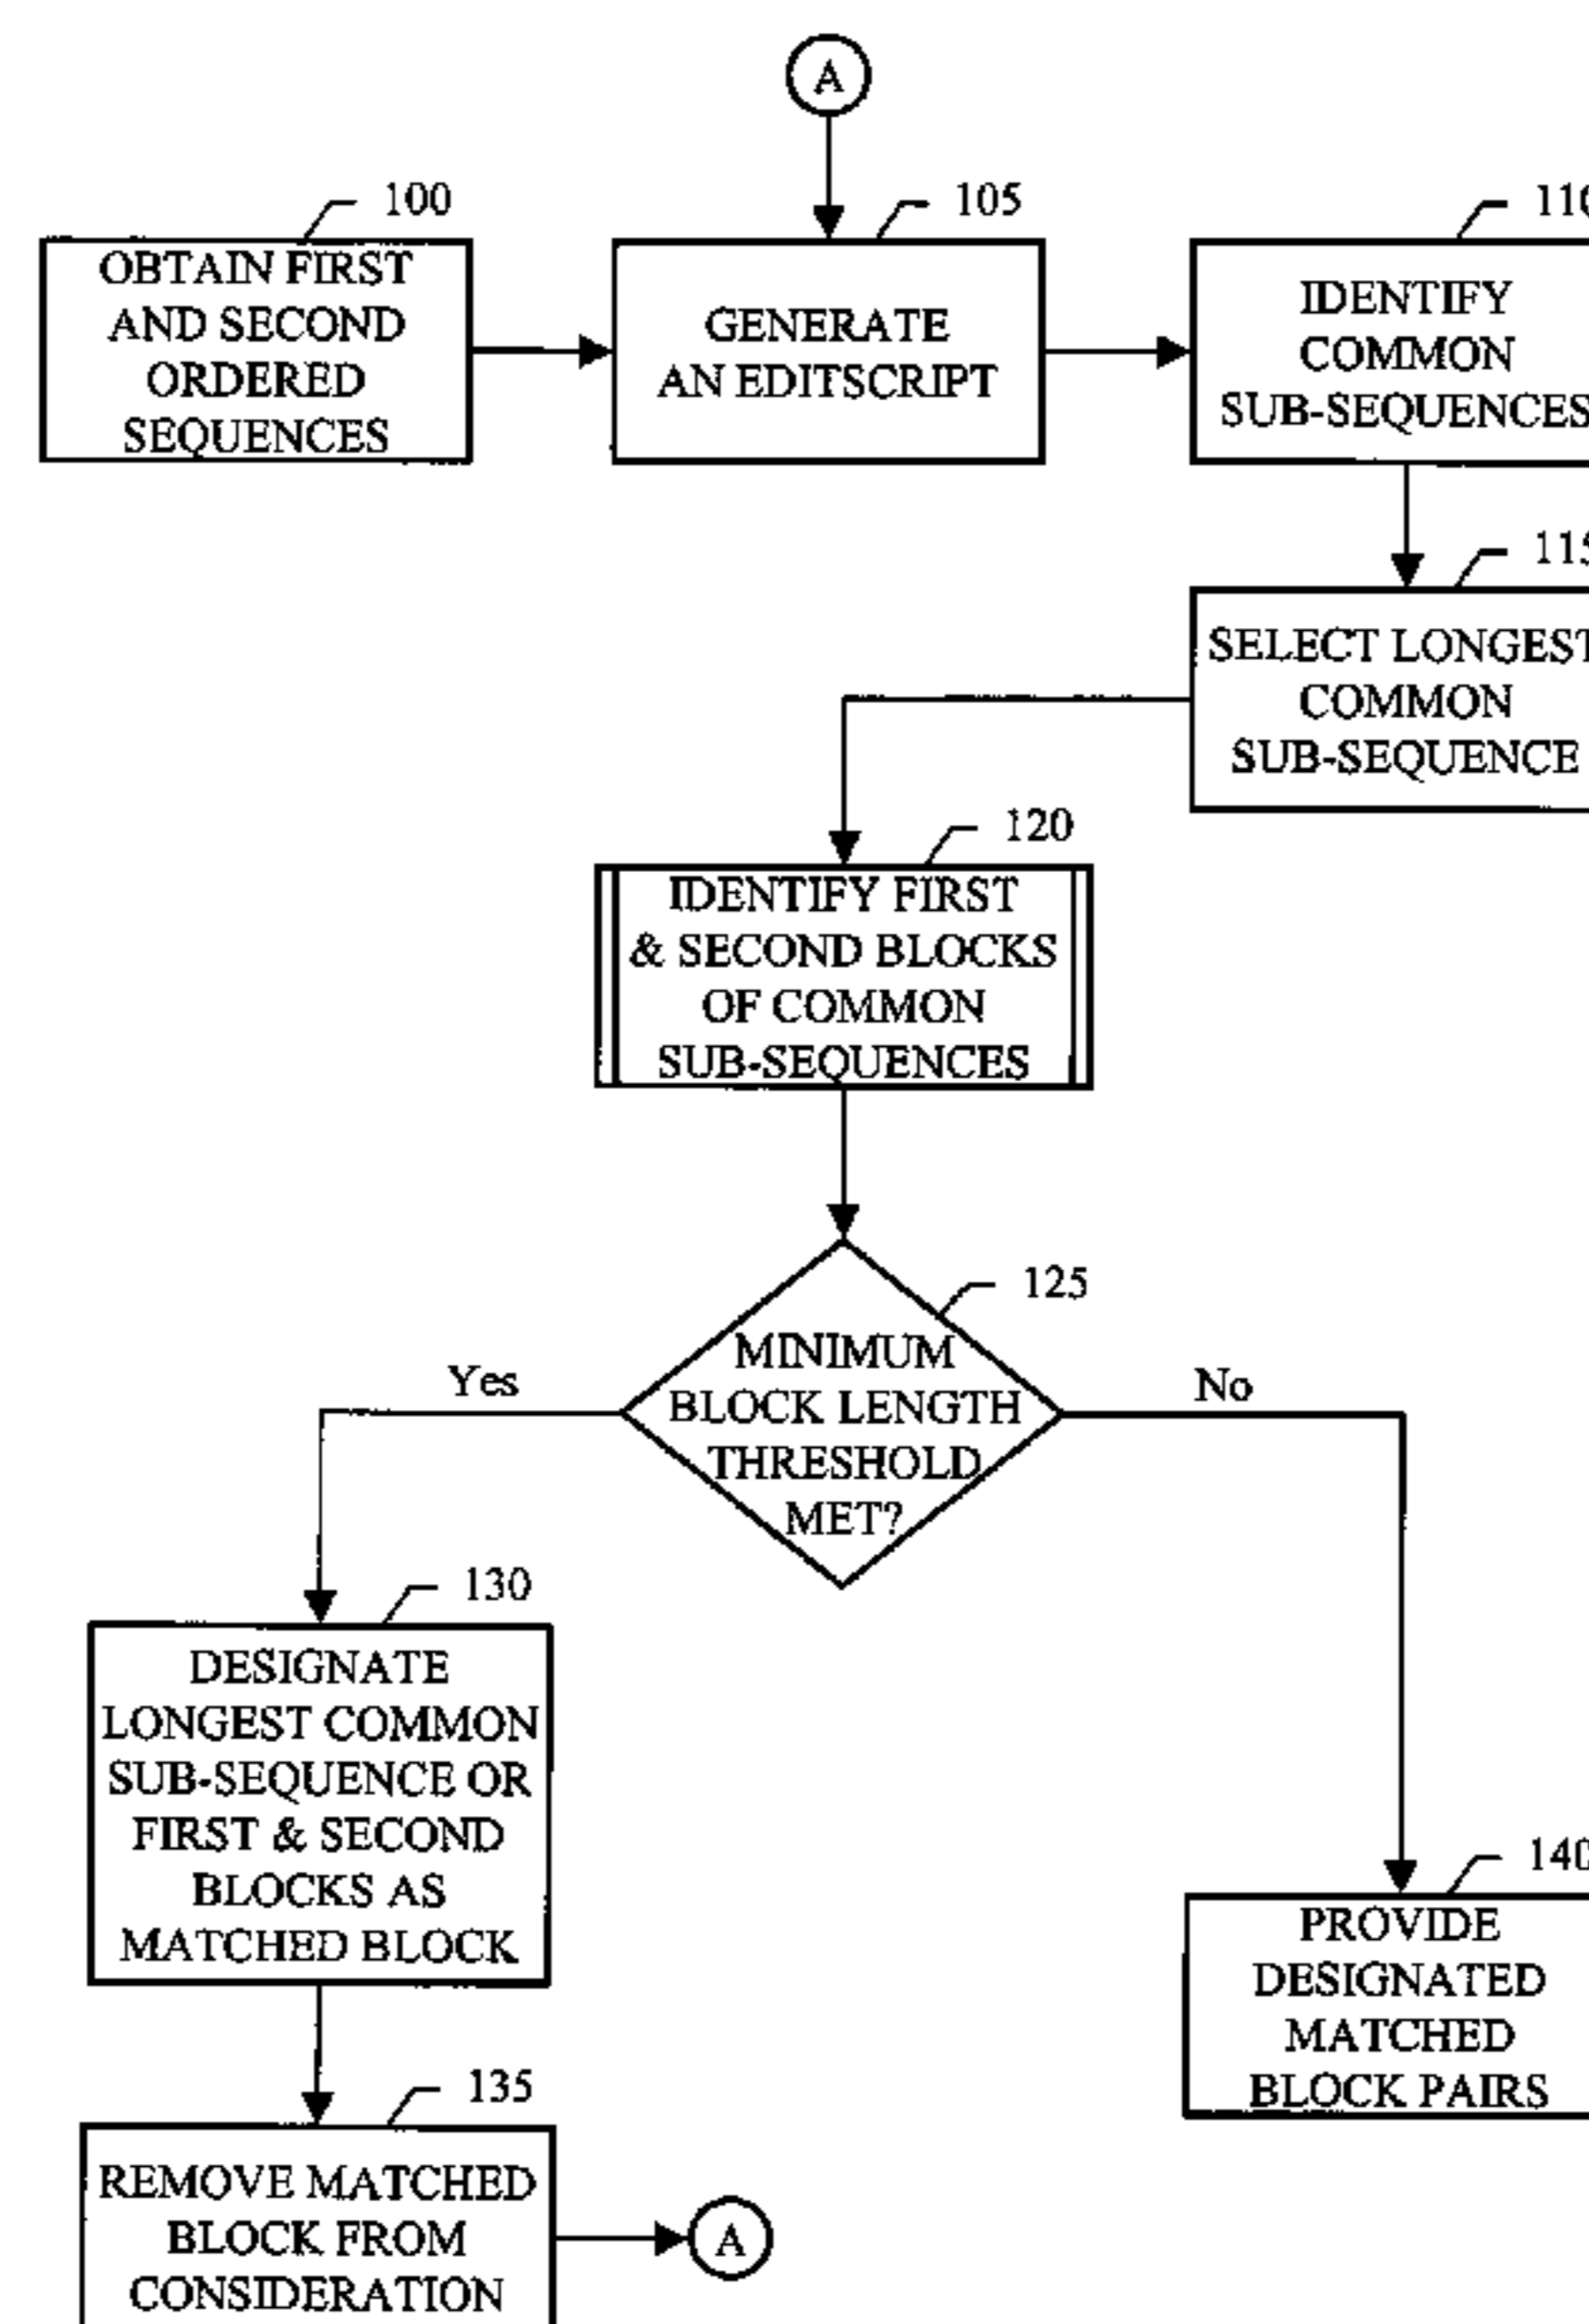 A
100
OBTAIN FIRST
AND SECOND
ORDERED
SEQUENCES
105
GENERATE
AN EDITSCRIPT
110
IDENTIFY
COMMON
SUB-SEQUENCES
115
SELECT LONGEST
COMMON
SUB-SEQUENCE
120
IDENTIFY FIRST
& SECOND BLOCKS
OF COMMON
SUB-SEQUENCES
125
MINIMUM
BLOCK LENGTH
THRESHOLD
MET?
Yes
No
130
DESIGNATE
LONGEST COMMON
SUB-SEQUENCE OR
FIRST & SECOND
BLOCKS AS
MATCHED BLOCK
140
PROVIDE
DESIGNATED
MATCHED
BLOCK PAIRS
135
REMOVE MATCHED
BLOCK FROM
CONSIDERATION
A